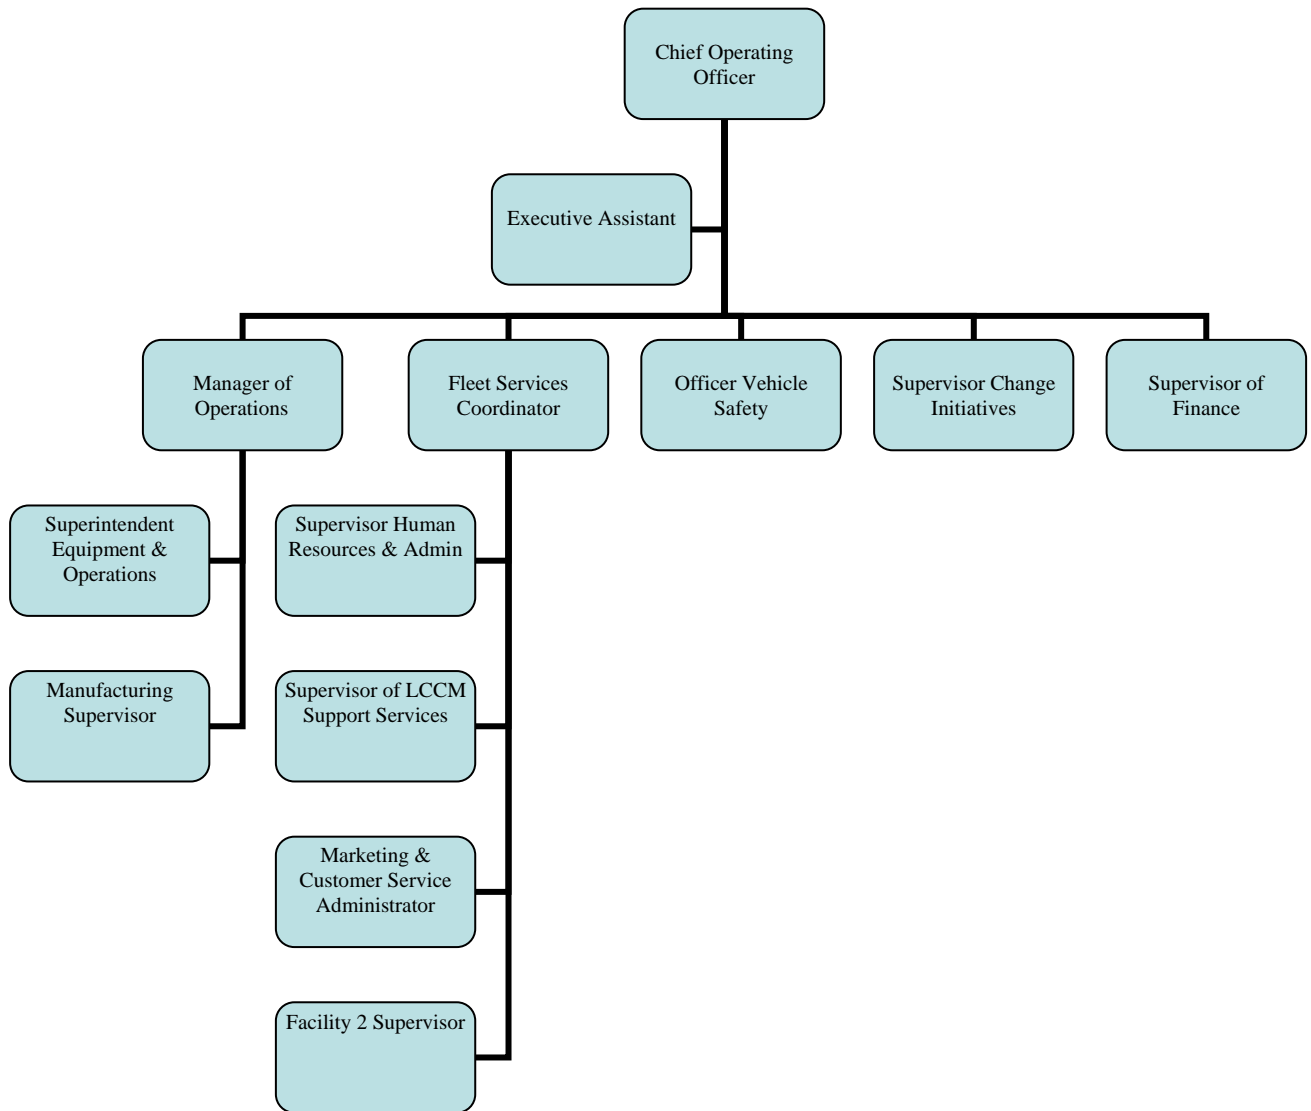 Chief Operating
Officer
Executive Assistant
Manager of
Operations
Fleet Services
Coordinator
Officer Vehicle
Safety
Supervisor Change
Initiatives
Supervisor of
Finance
Superintendent
Equipment &
Operations
Supervisor Human
Resources & Admin
Manufacturing
Supervisor
Supervisor of LCCM
Support Services
Marketing &
Customer Service
Administrator
Facility 2 Supervisor